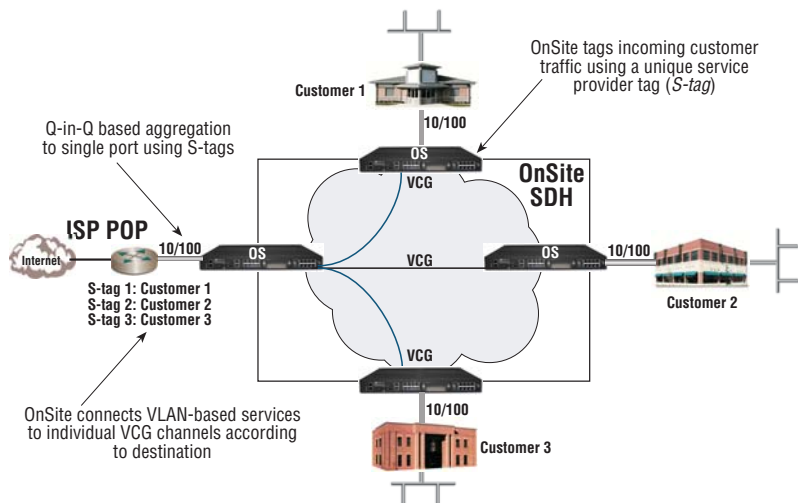 OnSite tags incoming customer
traffic using a unique service
provider tag (S-tag)
Customer 1
10/100
Q-in-Q based aggregation
to single port using S-tags
OS
VCG
OnSite
SDH
ISP POP
Internet
10/100
OS
VCG
OS
10/100
Customer 2
S-tag 1: Customer 1
S-tag 2: Customer 2
S-tag 3: Customer 3
VCG
OnSite connects VLAN-based services
to individual VCG channels according
to destination
10/100
Customer 3